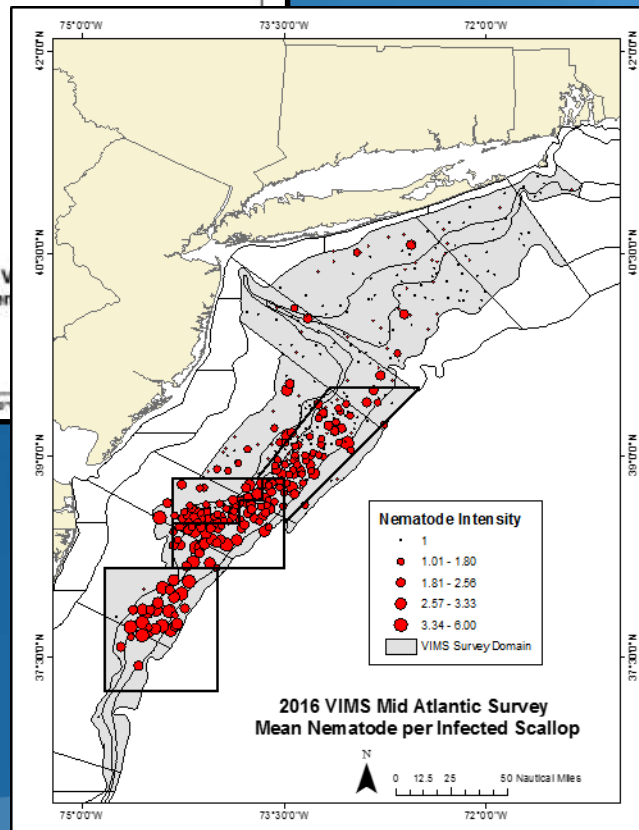 75°0'0"W 73°30'0"W 72°0'0"W
42°0'0"N 42°0'0"N
40°30'0"N
39°0'0"N 39°0'0"N
37°30'0"N 37°30'0"N
Nematode Intensity
1
1.01 - 1.80
1.81 - 2.56
2.57 - 3.33
3.34 - 6.00
VIMS Survey Domain
2016 VIMS Mid Atlantic Survey
Mean Nematode per Infected Scallop
N
0 12.5 25 50 Nautical Miles
75°0'0"W 73°30'0"W 72°0'0"W